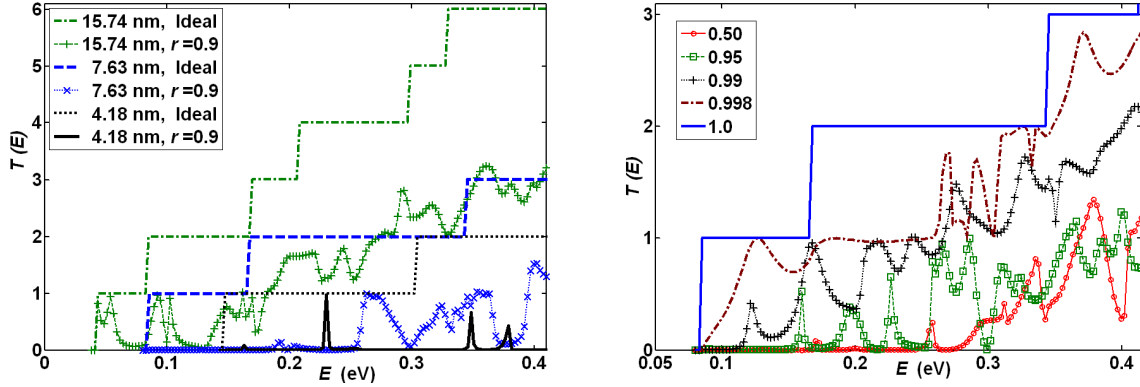 6
5
4
3
2
1
0
T (E)
15.74 nm, Ideal
15.74 nm, r=0.9
7.63 nm, Ideal
7.63 nm, r=0.9
4.18 nm, Ideal
4.18 nm, r=0.9
0 0.1 0.2 0.3 0.4
E (eV)
3
2
1
0
T(E)
0.50
0.95
0.99
0.998
1.0
0.05 0.1 0.2 0.3 0.4
E (eV)